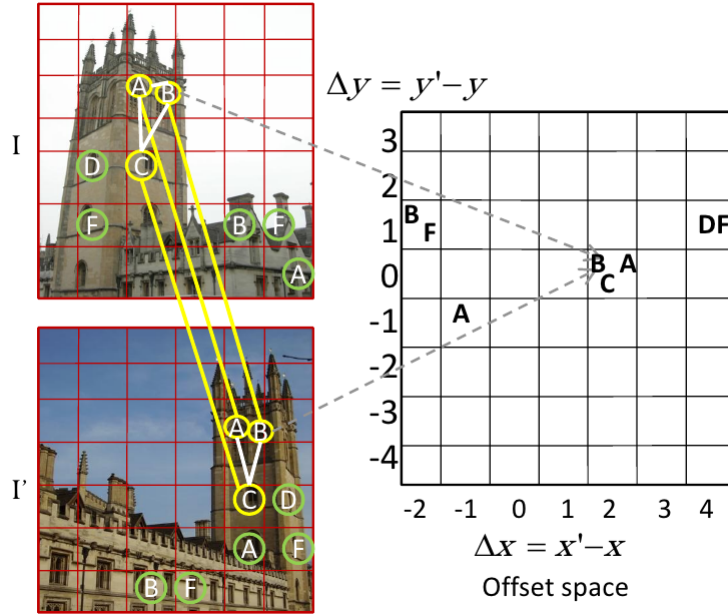 I
A
B
C
D
F
B
F
A
Δy = y'−y
3
2
1
0
-1
-2
-3
-4
B
F
DF
B
A
C
A
-2 -1 0 1 2 3 4
Δx = x'−x
Offset space
I'
A
B
C
D
A
F
B
F